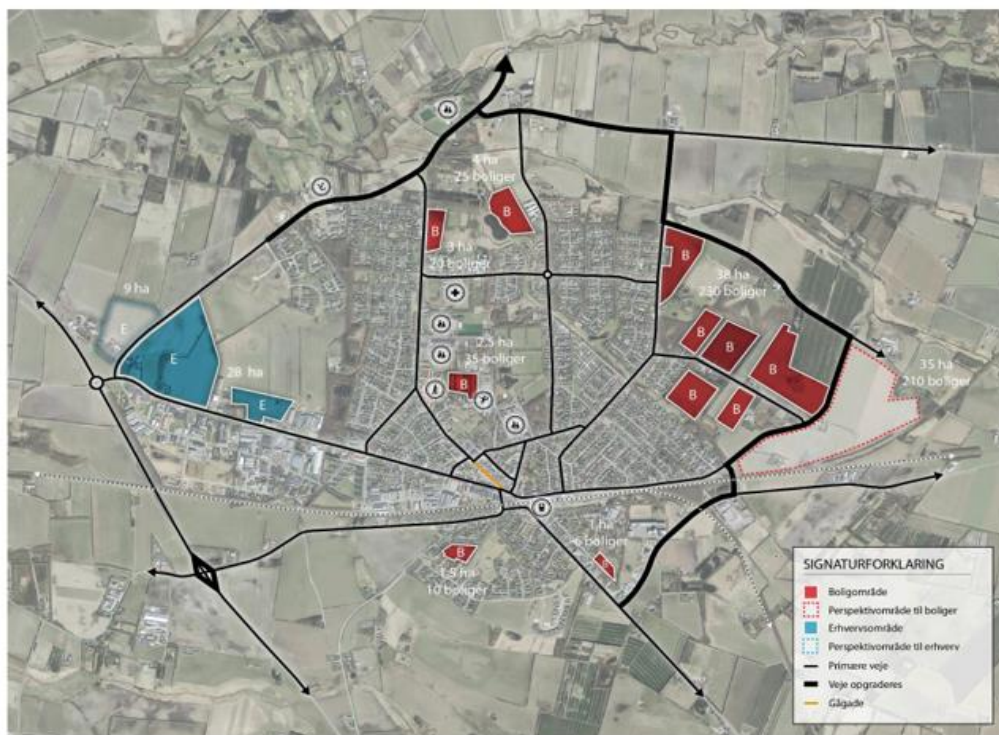 4 ha
25 boliger
B
B
3 ha
20 boliger
B
38 ha
230 boliger
9 ha
E
E
28 ha
E
2.5 ha
35 boliger
B
B
B
B
B
B
35 ha
210 boliger
1 ha
6 boliger
B
B
1.5 ha
10 boliger
SIGNATURFORKLARING
Boligområde
Perspektivområde til boliger
Erhvervsområde
Perspektivområde til erhverv
Primære veje
Veje opgraderes
Gågade